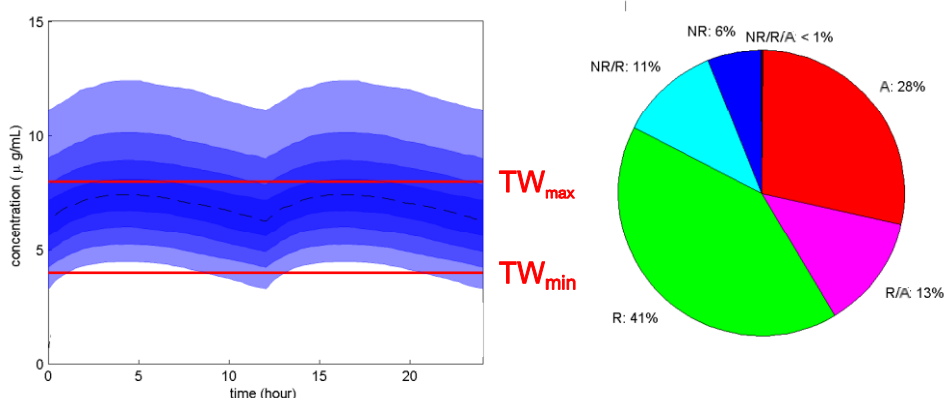 15
10
5
0
concentration ( μ g/mL)
0
5
10
15
20
time (hour)
TWmax
TWmin
NR: 6%
NR/R/A: < 1%
NR/R: 11%
A: 28%
R/A: 13%
R: 41%